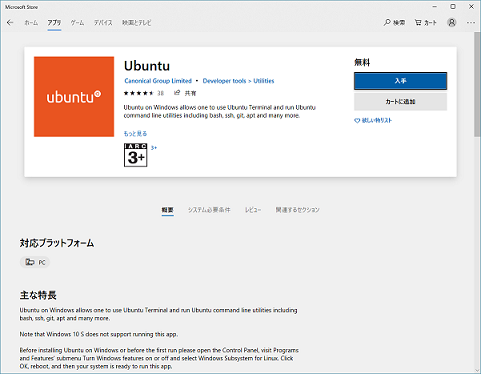 Microsoft Store
ホーム アプリ ゲーム デバイス 映画とテレビ 検索 カート
ubuntu
Ubuntu
Canonical Group Limited • Developer tools > Utilities
38 共有
Ubuntu on Windows allows one to use Ubuntu Terminal and run Ubuntu
command line utilities including bash, ssh, git, apt and many more.
もっと見る
IARC
3+
3+
無料
入手
カートに追加
欲しい物リスト
概要 システム必要条件 レビュー 関連するセクション
対応プラットフォーム
PC
主な特長
Ubuntu on Windows allows one to use Ubuntu Terminal and run Ubuntu command line utilities including
bash, ssh, git, apt and many more.
Note that Windows 10 S does not support running this app.
Before installing Ubuntu on Windows or before the first run please open the Control Panel, visit Programs
and Features' submenu Turn Windows features on or off and select Windows Subsystem for Linux. Click
OK, reboot, and then your system is ready to run this app.